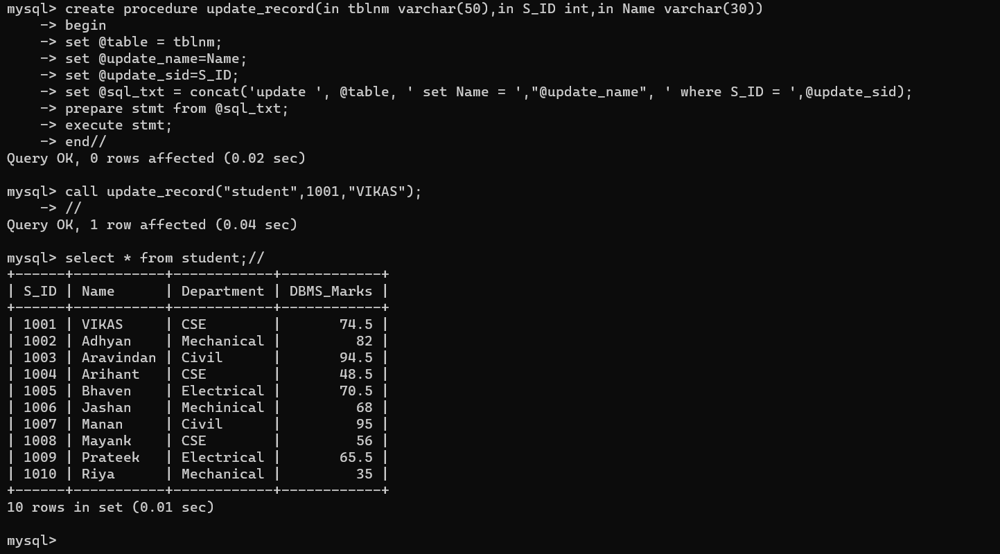 mysql> create procedure update_record(in tblnm varchar(50),in S_ID int,in Name varchar(30))
    -> begin
    -> set @table = tblnm;
    -> set @update_name=Name;
    -> set @update_sid=S_ID;
    -> set @sql_txt = concat('update ', @table, ' set Name = ',"@update_name", ' where S_ID = ',@update_sid);
    -> prepare stmt from @sql_txt;
    -> execute stmt;
    -> end//
Query OK, 0 rows affected (0.02 sec)

mysql> call update_record("student",1001,"VIKAS");
    -> //
Query OK, 1 row affected (0.04 sec)

mysql> select * from student;//
+------+-----------+------------+------------+
| S_ID | Name      | Department | DBMS_Marks |
+------+-----------+------------+------------+
| 1001 | VIKAS     | CSE        |       74.5 |
| 1002 | Adhyan    | Mechanical |         82 |
| 1003 | Aravindan | Civil      |       94.5 |
| 1004 | Arihant   | CSE        |       48.5 |
| 1005 | Bhaven    | Electrical |       70.5 |
| 1006 | Jashan    | Mechinical |         68 |
| 1007 | Manan     | Civil      |         95 |
| 1008 | Mayank    | CSE        |         56 |
| 1009 | Prateek   | Electrical |       65.5 |
| 1010 | Riya      | Mechanical |         35 |
+------+-----------+------------+------------+
10 rows in set (0.01 sec)

mysql>